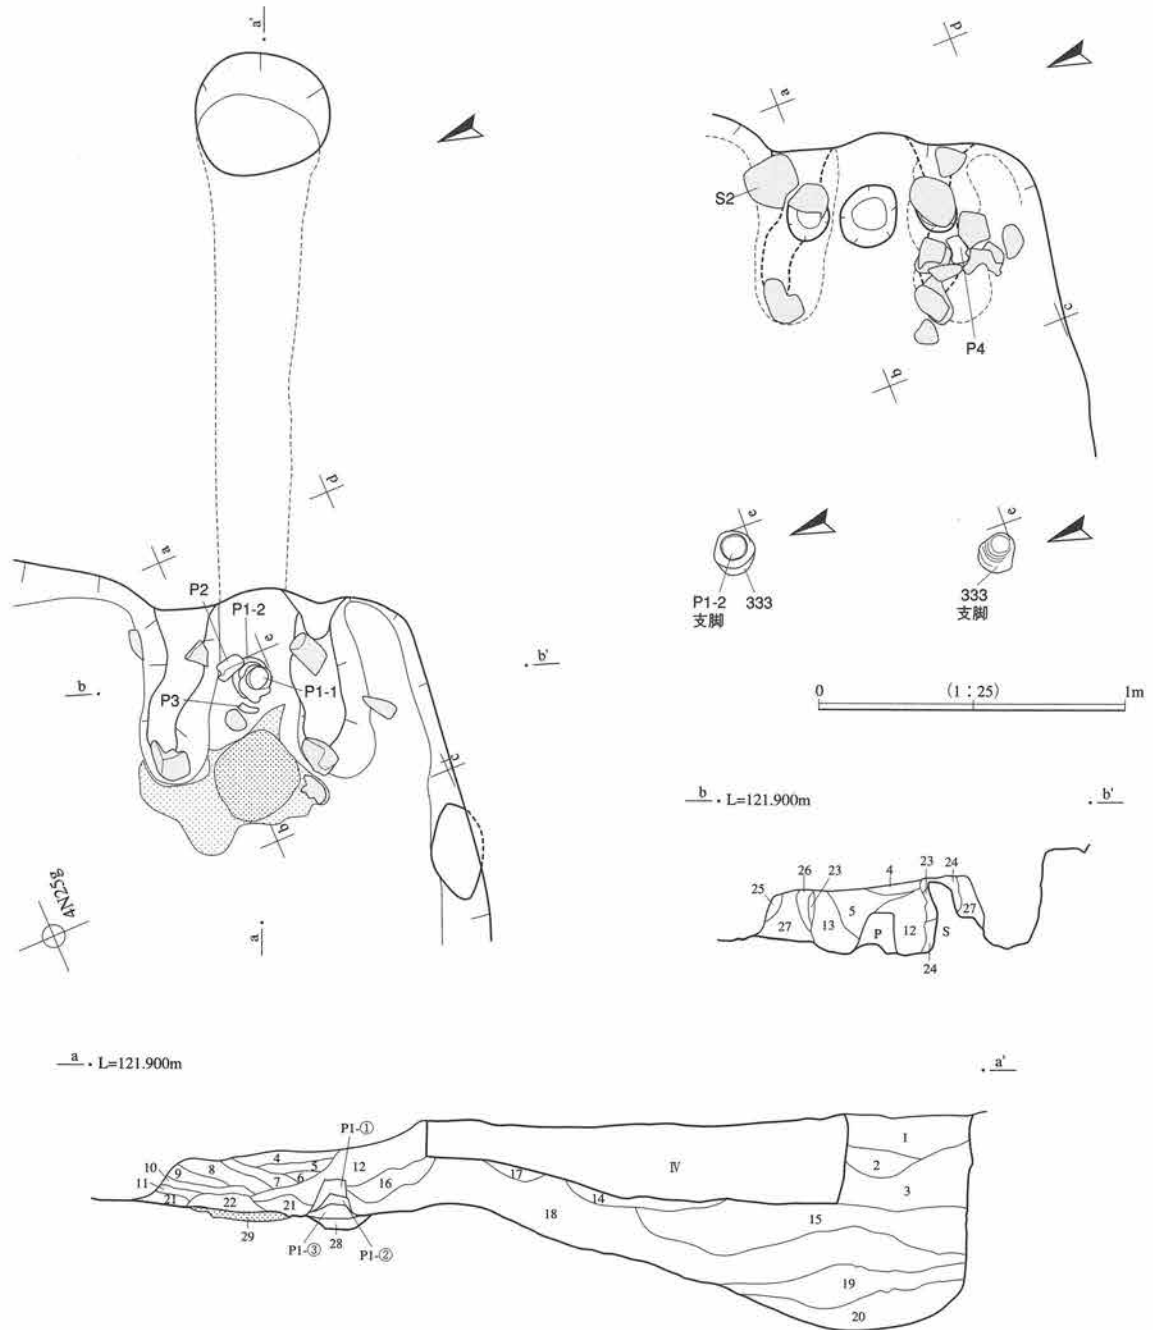 a'
d
a
S2
P4
c
b
d
a
P2
P1-2
e
P1-1
P3
b
b'
c
b
4N25g
a
e
P1-2
支脚
333
e
333
支脚
0
(1：25)
1m
b
L=121.900m
b'
26
23
4
23
24
25
27
13
5
P
12
S
27
24
a
L=121.900m
a'
P1-①
1
10
9
8
4
5
12
Ⅳ
2
11
7
6
16
17
3
21
22
21
14
18
15
29
P1-③
28
P1-②
19
20